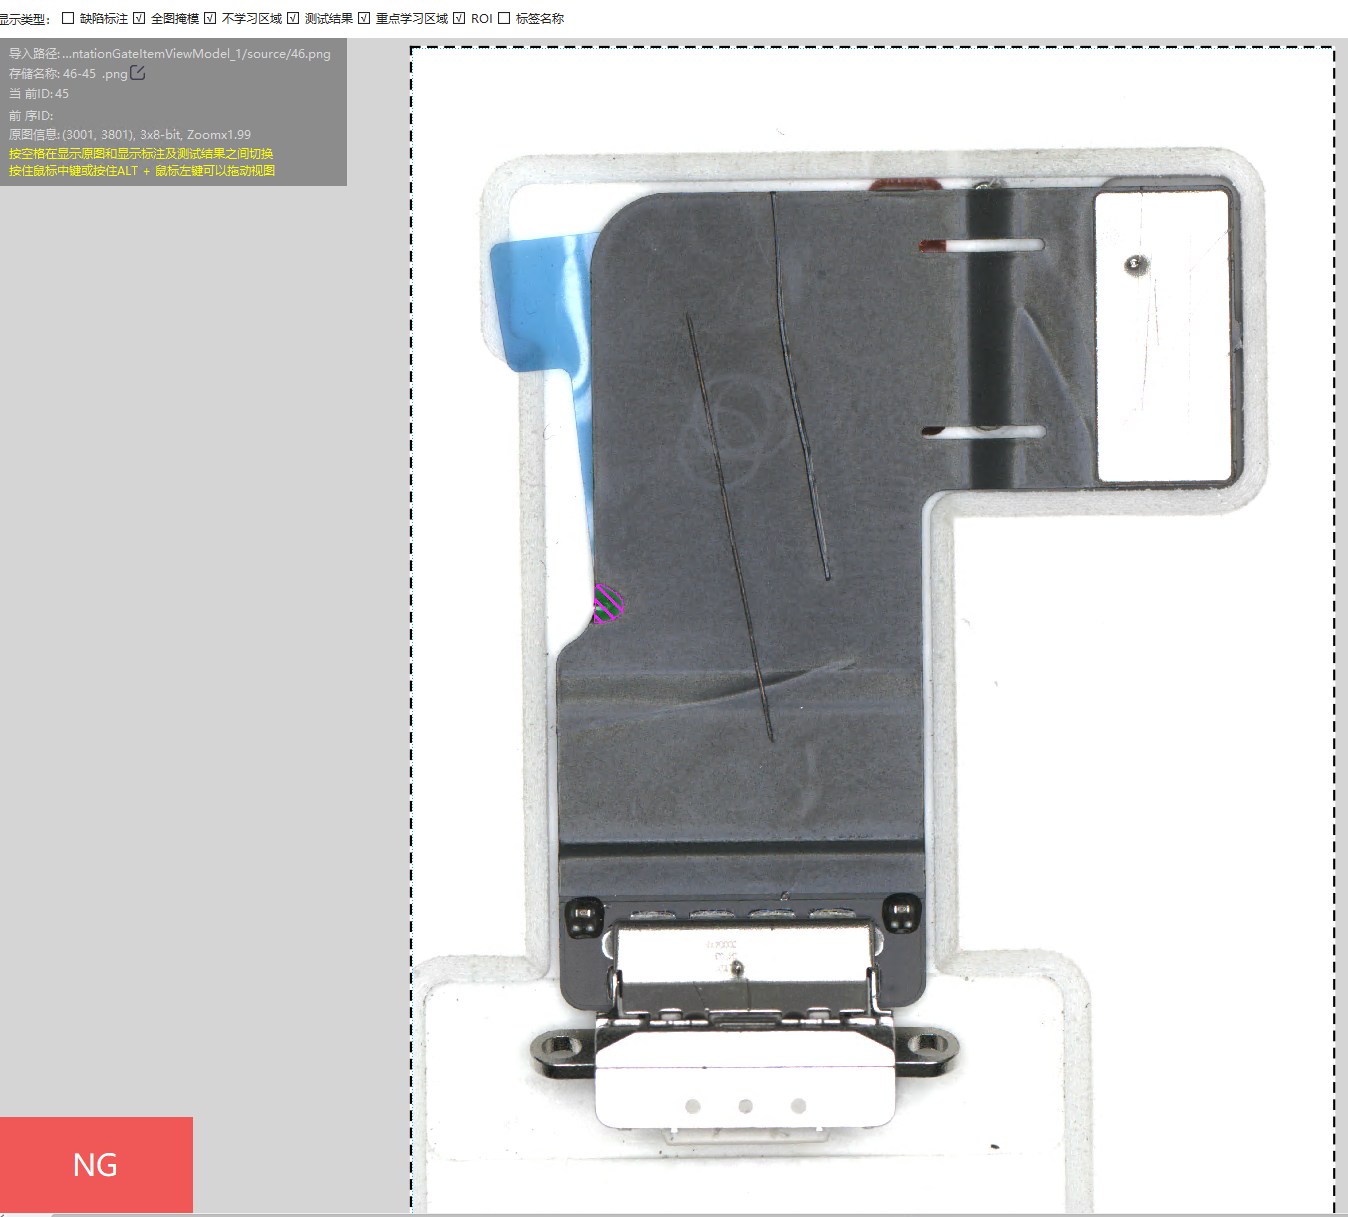 显示类型: 缺陷标注 全图掩模 不学习区域 测试结果 重点学习区域 ROI 标签名称
导入路径: ...ntationGateItemViewModel_1/source/46.png
存储名称: 46-45 .png
当 前ID: 45
前 序ID:
原图信息: (3001, 3801), 3x8-bit, Zoomx1.99
按空格在显示原图和显示标注及测试结果之间切换
按住鼠标中键或按住ALT + 鼠标左键可以拖动视图
NG